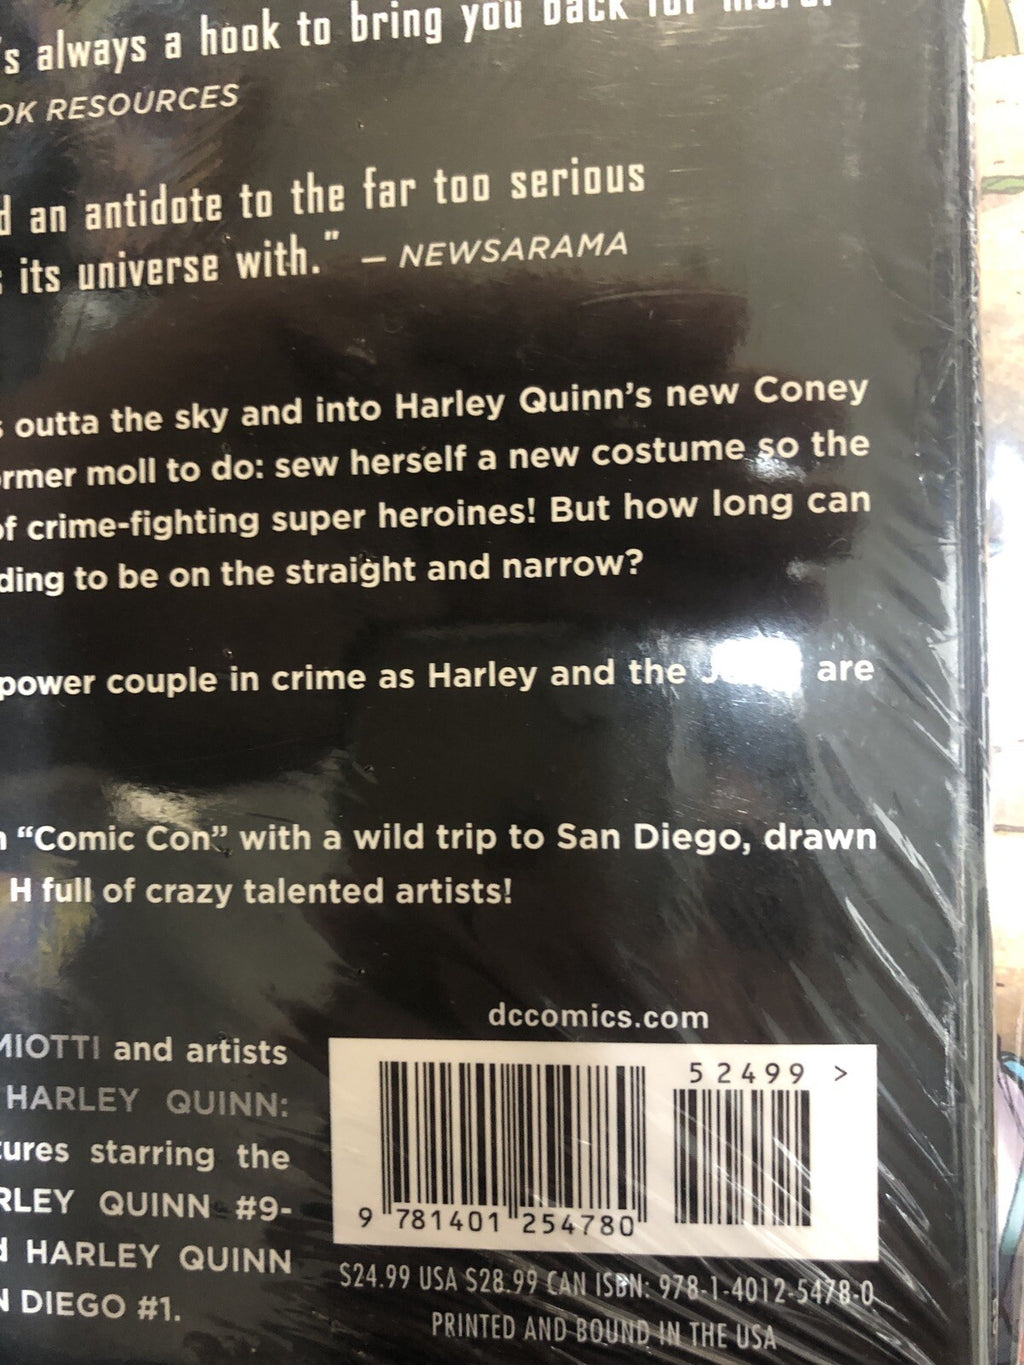 's always a hook to bring you back for more.
OK RESOURCES
d an antidote to the far too serious
its universe with." – NEWSARAMA
outta the sky and into Harley Quinn's new Coney
rmer moll to do: sew herself a new costume so the
of crime-fighting super heroines! But how long can
ding to be on the straight and narrow?
power couple in crime as Harley and the are
“Comic Con” with a wild trip to San Diego, drawn
H full of crazy talented artists!
dccomics.com
MIOTTI and artists
HARLEY QUINN:
tures starring the
RLEY QUINN #9-
d HARLEY QUINN
N DIEGO #1.
52499 >
9 781401 254780
$24.99 USA $28.99 CAN ISBN: 978-1-4012-5478-0
PRINTED AND BOUND IN THE USA